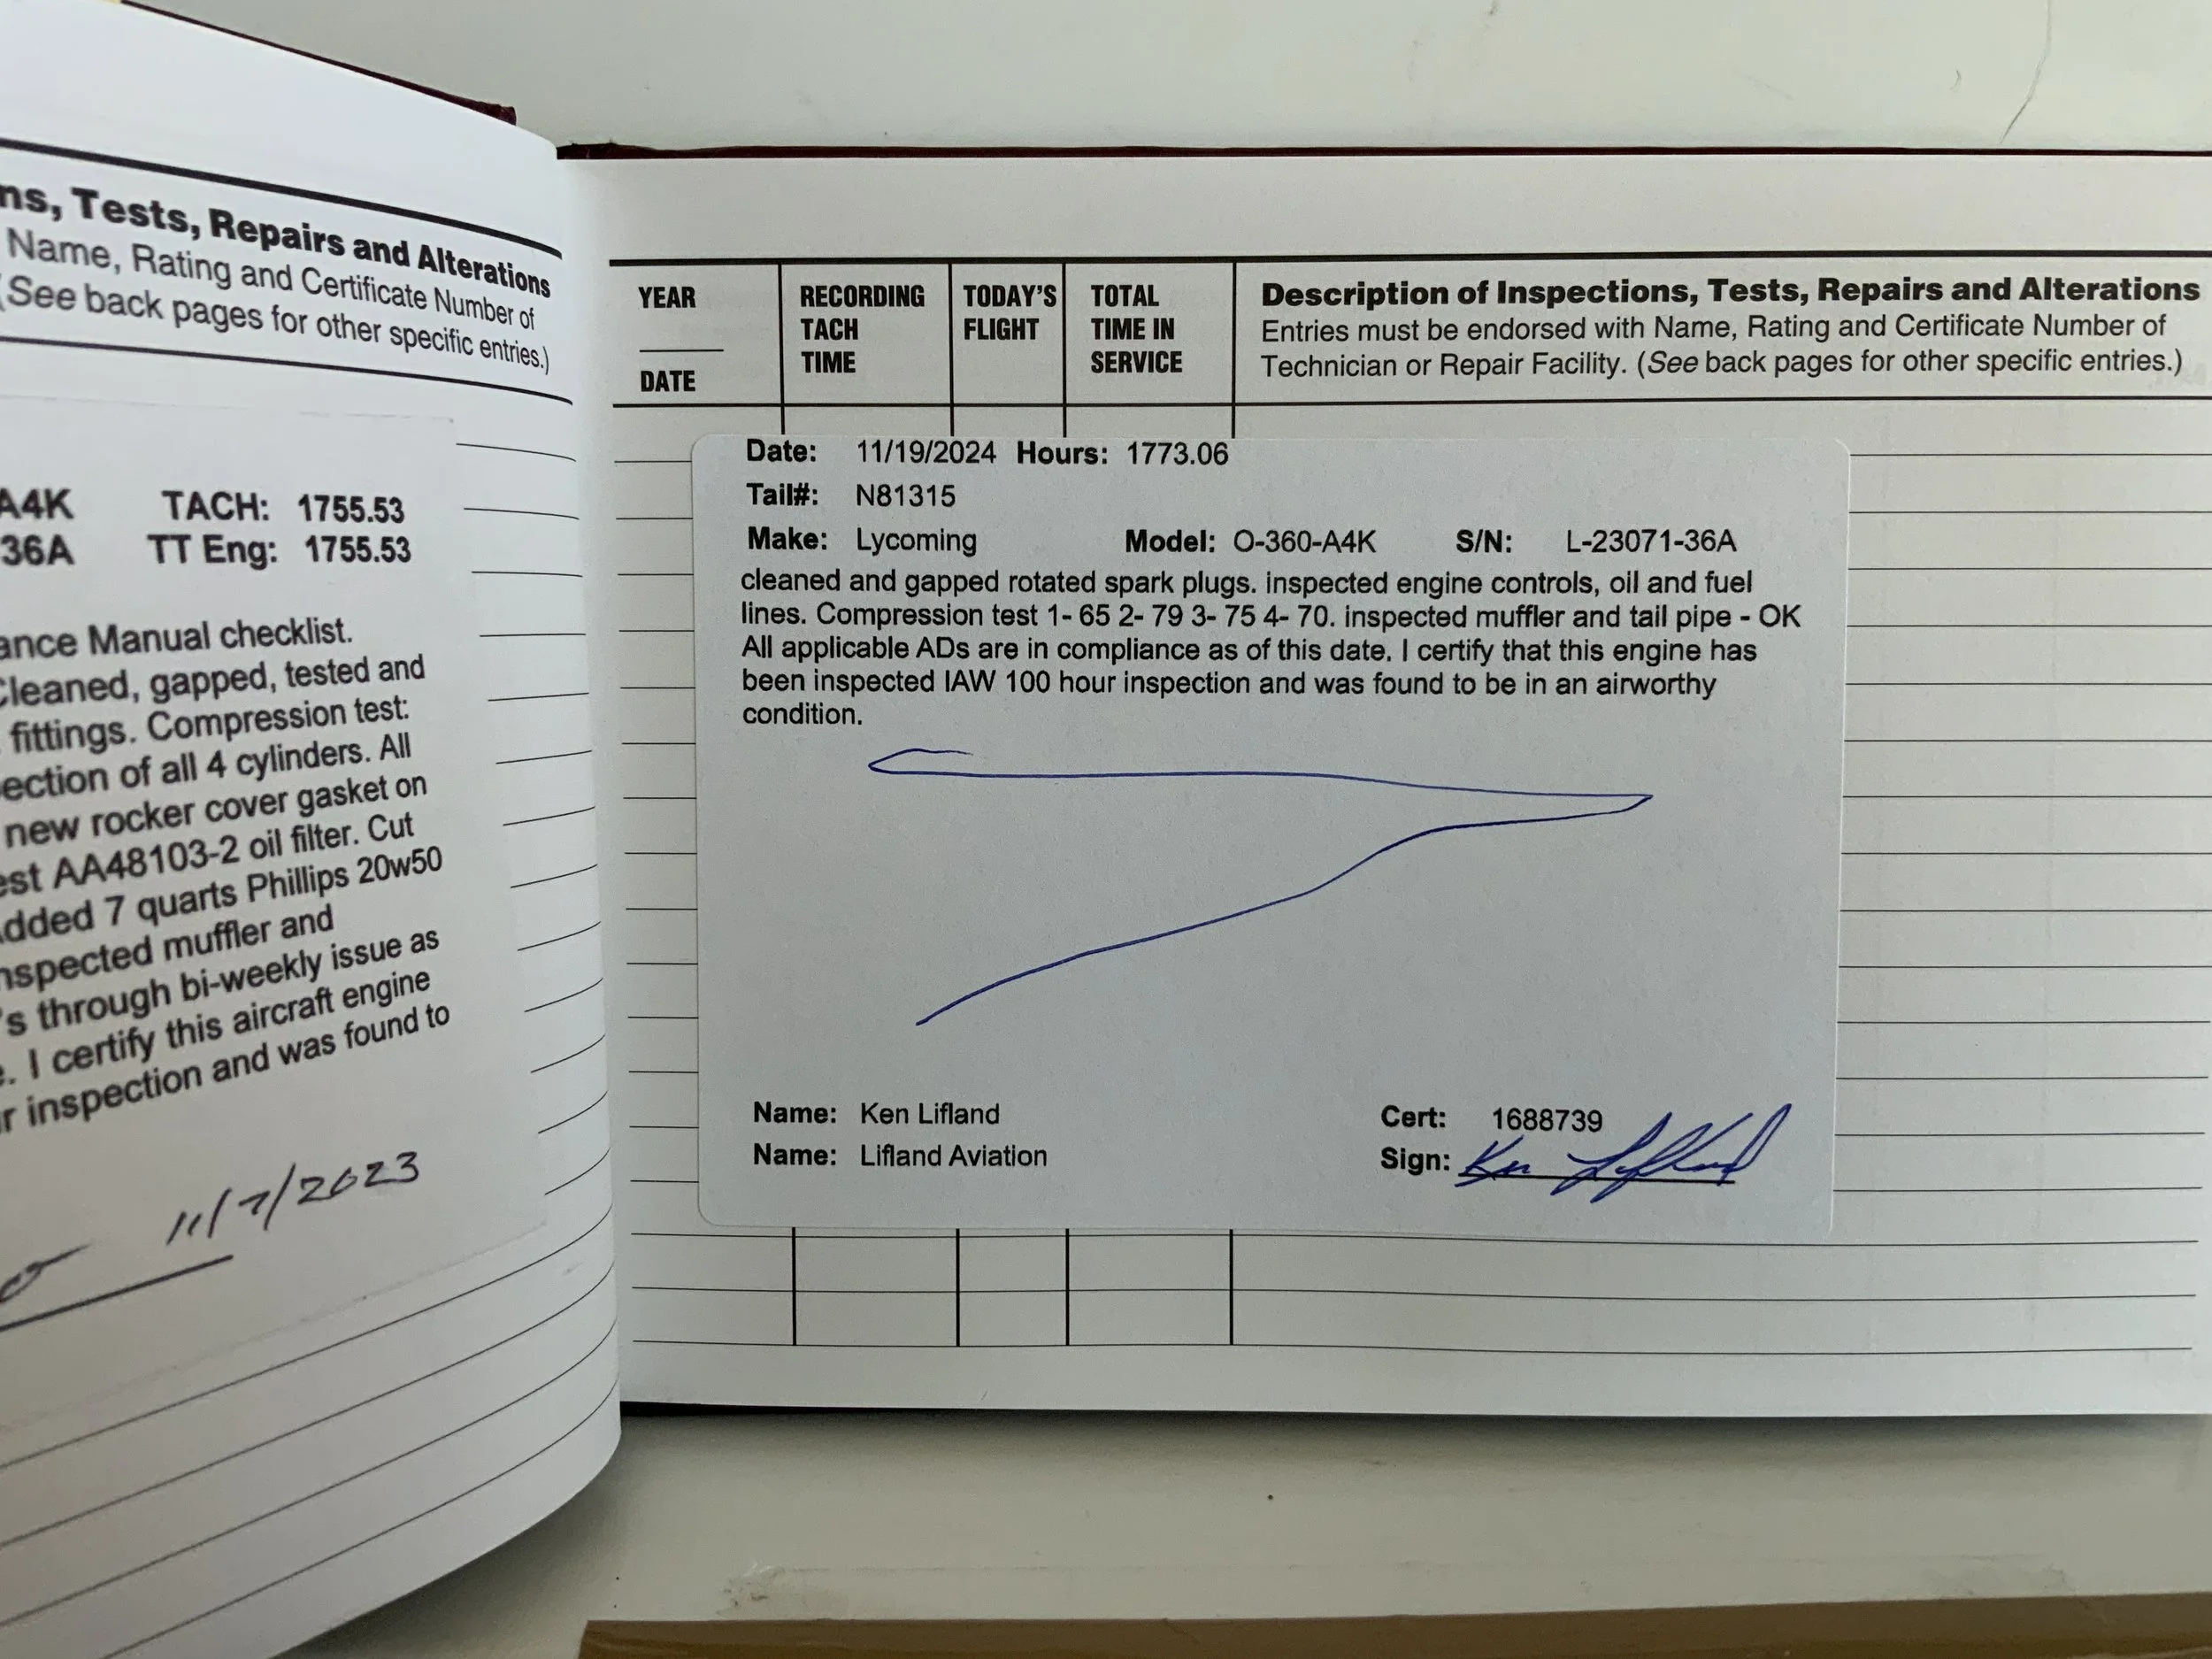 ns, Tests, Repairs and Alterations
Name, Rating and Certificate Number of
(See back pages for other specific entries.)
A4K TACH: 1755.53
36A TT Eng: 1755.53
ance Manual checklist.
Cleaned, gapped, tested and
fittings. Compression test:
ection of all 4 cylinders. All
new rocker cover gasket on
est AA48103-2 oil filter. Cut
Added 7 quarts Phillips 20w50
nspected muffler and
's through bi-weekly issue as
e. I certify this aircraft engine
r inspection and was found to
11/7/2023
YEAR
DATE
RECORDING
TACH
TIME
TODAY'S
FLIGHT
TOTAL
TIME IN
SERVICE
Description of Inspections, Tests, Repairs and Alterations
Entries must be endorsed with Name, Rating and Certificate Number of
Technician or Repair Facility. (See back pages for other specific entries.)
Date: 11/19/2024 Hours: 1773.06
Tail#: N81315
Make: Lycoming Model: O-360-A4K S/N: L-23071-36A
cleaned and gapped rotated spark plugs. inspected engine controls, oil and fuel
lines. Compression test 1- 65 2- 79 3- 75 4- 70. inspected muffler and tail pipe - OK
All applicable ADs are in compliance as of this date. I certify that this engine has
been inspected IAW 100 hour inspection and was found to be in an airworthy
condition.
Name: Ken Lifland Cert: 1688739
Name: Lifland Aviation Sign: Ken Lifland